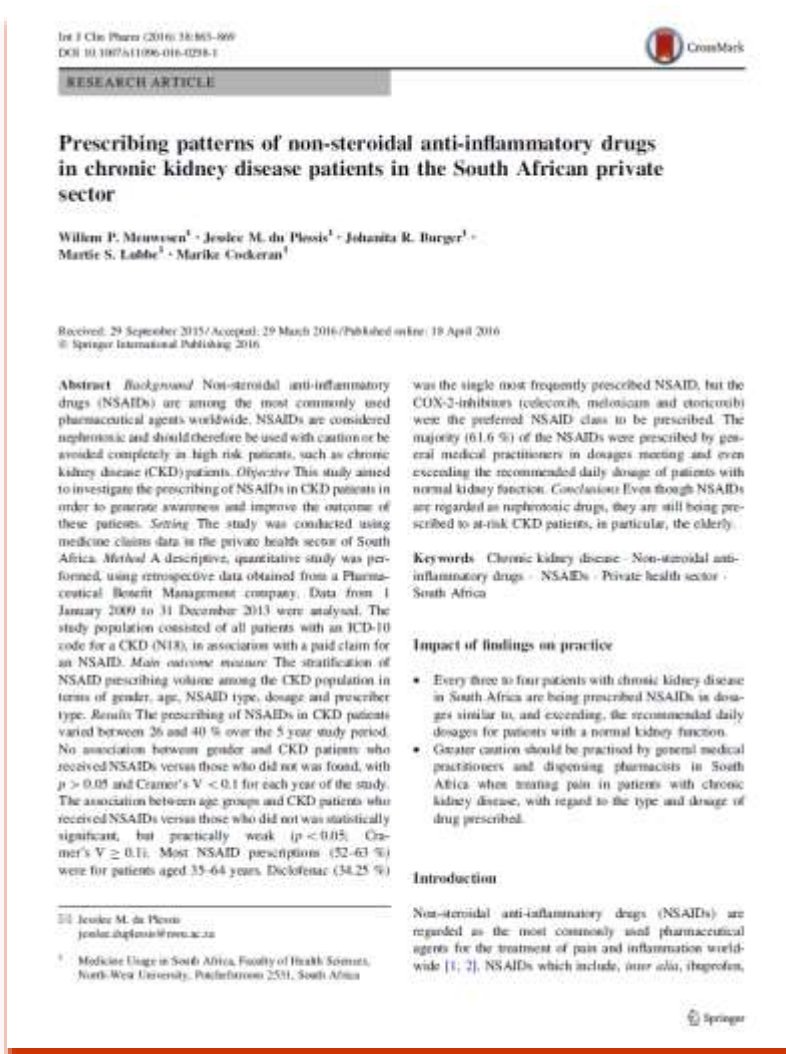 Int J Clin Pharm (2016) 38:863–869
DOI 10.1007/s11096-016-0298-1
CrossMark
RESEARCH ARTICLE
Prescribing patterns of non-steroidal anti-inflammatory drugs
in chronic kidney disease patients in the South African private
sector
Willem P. Meuwesen¹ · Jesslee M. du Plessis¹ · Johanita R. Burger¹ ·
Martie S. Lubbe¹ · Marike Cockeran¹
Received: 29 September 2015/Accepted: 29 March 2016/Published online: 18 April 2016
© Springer International Publishing 2016
Abstract Background Non-steroidal anti-inflammatory
drugs (NSAIDs) are among the most commonly used
pharmaceutical agents worldwide. NSAIDs are considered
nephrotoxic and should therefore be used with caution or be
avoided completely in high risk patients, such as chronic
kidney disease (CKD) patients. Objective This study aimed
to investigate the prescribing of NSAIDs in CKD patients in
order to generate awareness and improve the outcome of
these patients. Setting The study was conducted using
medicine claims data in the private health sector of South
Africa. Method A descriptive, quantitative study was per-
formed, using retrospective data obtained from a Pharma-
ceutical Benefit Management company. Data from 1
January 2009 to 31 December 2013 were analysed. The
study population consisted of all patients with an ICD-10
code for a CKD (N18), in association with a paid claim for
an NSAID. Main outcome measure The stratification of
NSAID prescribing volume among the CKD population in
terms of gender, age, NSAID type, dosage and prescriber
type. Results The prescribing of NSAIDs in CKD patients
varied between 26 and 40 % over the 5 year study period.
No association between gender and CKD patients who
received NSAIDs versus those who did not was found, with
p > 0.05 and Cramer's V < 0.1 for each year of the study.
The association between age groups and CKD patients who
received NSAIDs versus those who did not was statistically
significant, but practically weak (p < 0.05; Cra-
mer's V ≥ 0.1). Most NSAID prescriptions (52–63 %)
were for patients aged 35–64 years. Diclofenac (34.25 %)
✉ Jesslee M. du Plessis
jesslee.duplessis@nwu.ac.za
¹ Medicine Usage in South Africa, Faculty of Health Sciences,
North-West University, Potchefstroom 2531, South Africa
was the single most frequently prescribed NSAID, but the
COX-2-inhibitors (celecoxib, meloxicam and etoricoxib)
were the preferred NSAID class to be prescribed. The
majority (61.6 %) of the NSAIDs were prescribed by gen-
eral medical practitioners in dosages meeting and even
exceeding the recommended daily dosage of patients with
normal kidney function. Conclusions Even though NSAIDs
are regarded as nephrotoxic drugs, they are still being pre-
scribed to at-risk CKD patients, in particular, the elderly.
Keywords Chronic kidney disease · Non-steroidal anti-
inflammatory drugs · NSAIDs · Private health sector ·
South Africa
Impact of findings on practice
• Every three to four patients with chronic kidney disease
in South Africa are being prescribed NSAIDs in dosa-
ges similar to, and exceeding, the recommended daily
dosages for patients with a normal kidney function.
• Greater caution should be practised by general medical
practitioners and dispensing pharmacists in South
Africa when treating pain in patients with chronic
kidney disease, with regard to the type and dosage of
drug prescribed.
Introduction
Non-steroidal anti-inflammatory drugs (NSAIDs) are
regarded as the most commonly used pharmaceutical
agents for the treatment of pain and inflammation world-
wide [1, 2]. NSAIDs which include, inter alia, ibuprofen,
Springer